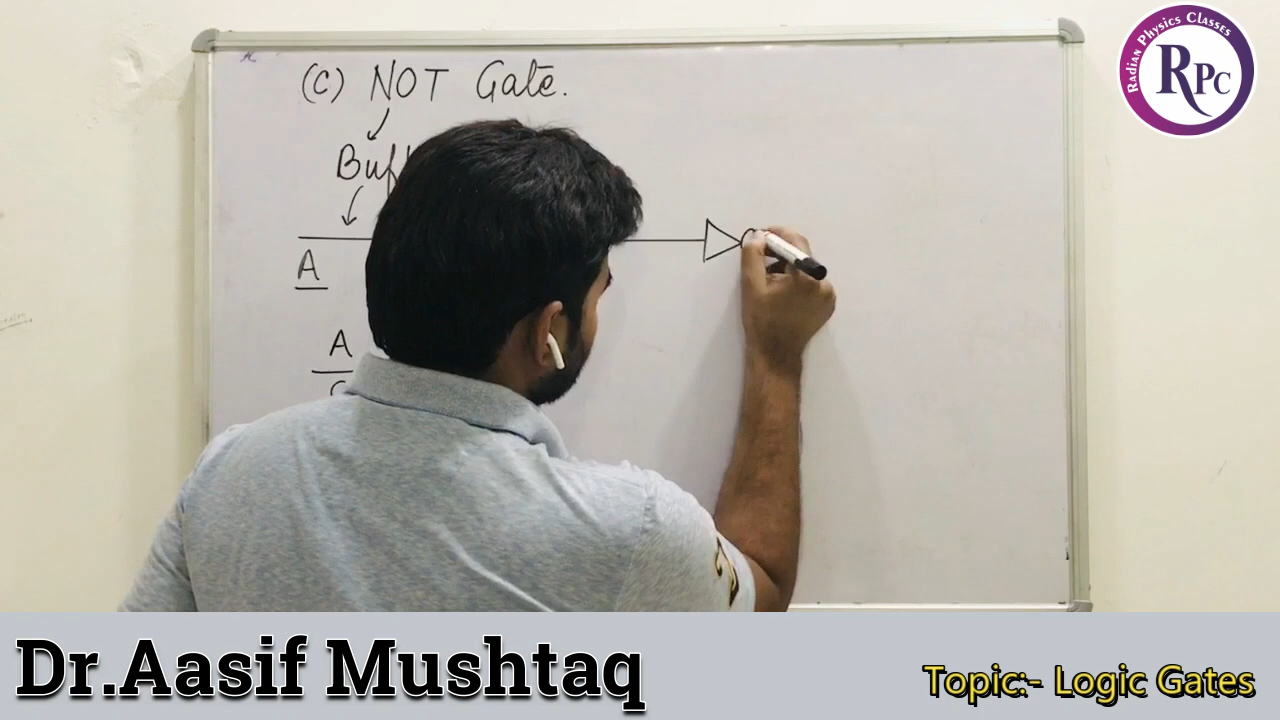 (C) NOT Gate.
A
A
RADIAN PHYSICS CLASSES
RPC
Dr.Aasif Mushtaq
Topic:- Logic Gates